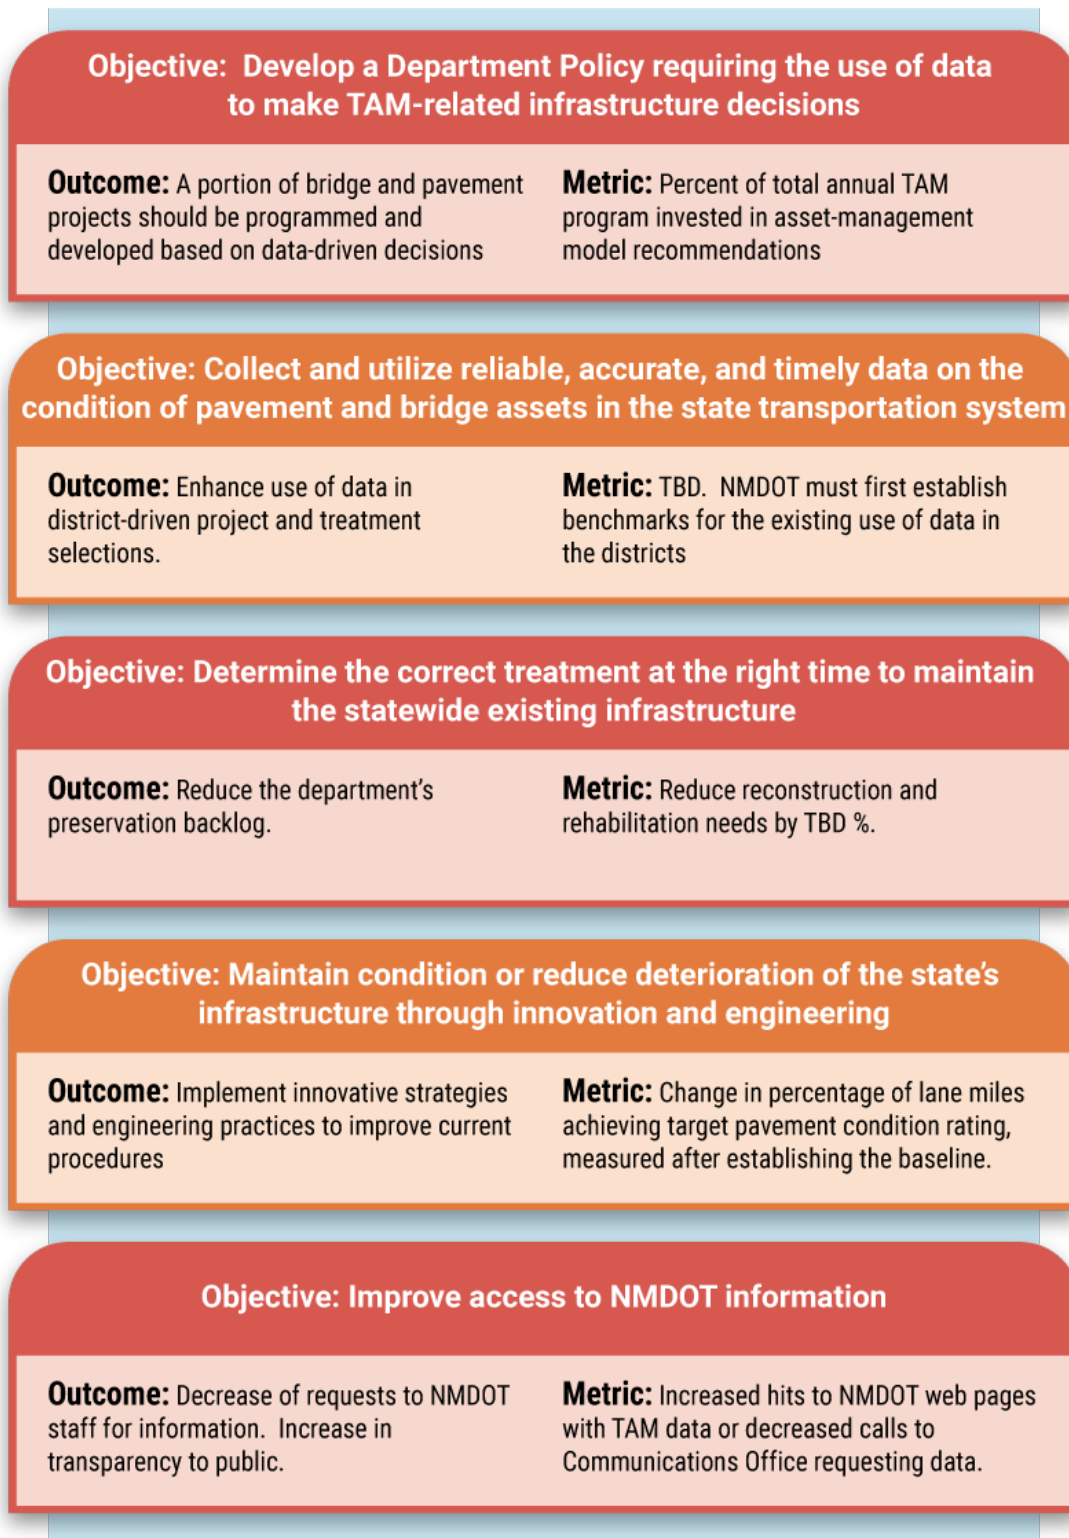 Objective:  Develop a Department Policy requiring the use of data
to make TAM-related infrastructure decisions
Outcome: A portion of bridge and pavement
projects should be programmed and
developed based on data-driven decisions
Metric: Percent of total annual TAM
program invested in asset-management
model recommendations
Objective: Collect and utilize reliable, accurate, and timely data on the
condition of pavement and bridge assets in the state transportation system
Outcome: Enhance use of data in
district-driven project and treatment
selections.
Metric: TBD.  NMDOT must first establish
benchmarks for the existing use of data in
the districts
Objective: Determine the correct treatment at the right time to maintain
the statewide existing infrastructure
Outcome: Reduce the department’s
preservation backlog.
Metric: Reduce reconstruction and
rehabilitation needs by TBD %.
Objective: Maintain condition or reduce deterioration of the state’s
infrastructure through innovation and engineering
Outcome: Implement innovative strategies
and engineering practices to improve current
procedures
Metric: Change in percentage of lane miles
achieving target pavement condition rating,
measured after establishing the baseline.
Objective: Improve access to NMDOT information
Outcome: Decrease of requests to NMDOT
staff for information.  Increase in
transparency to public.
Metric: Increased hits to NMDOT web pages
with TAM data or decreased calls to
Communications Office requesting data.